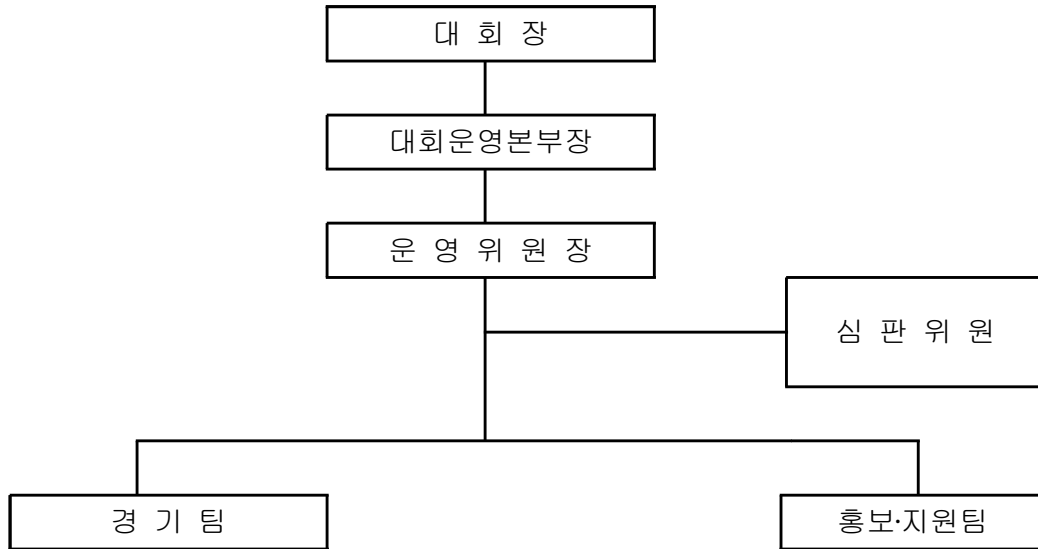 대 회 장
대회운영본부장
운 영 위 원 장
심 판 위 원
경 기 팀
홍보·지원팀